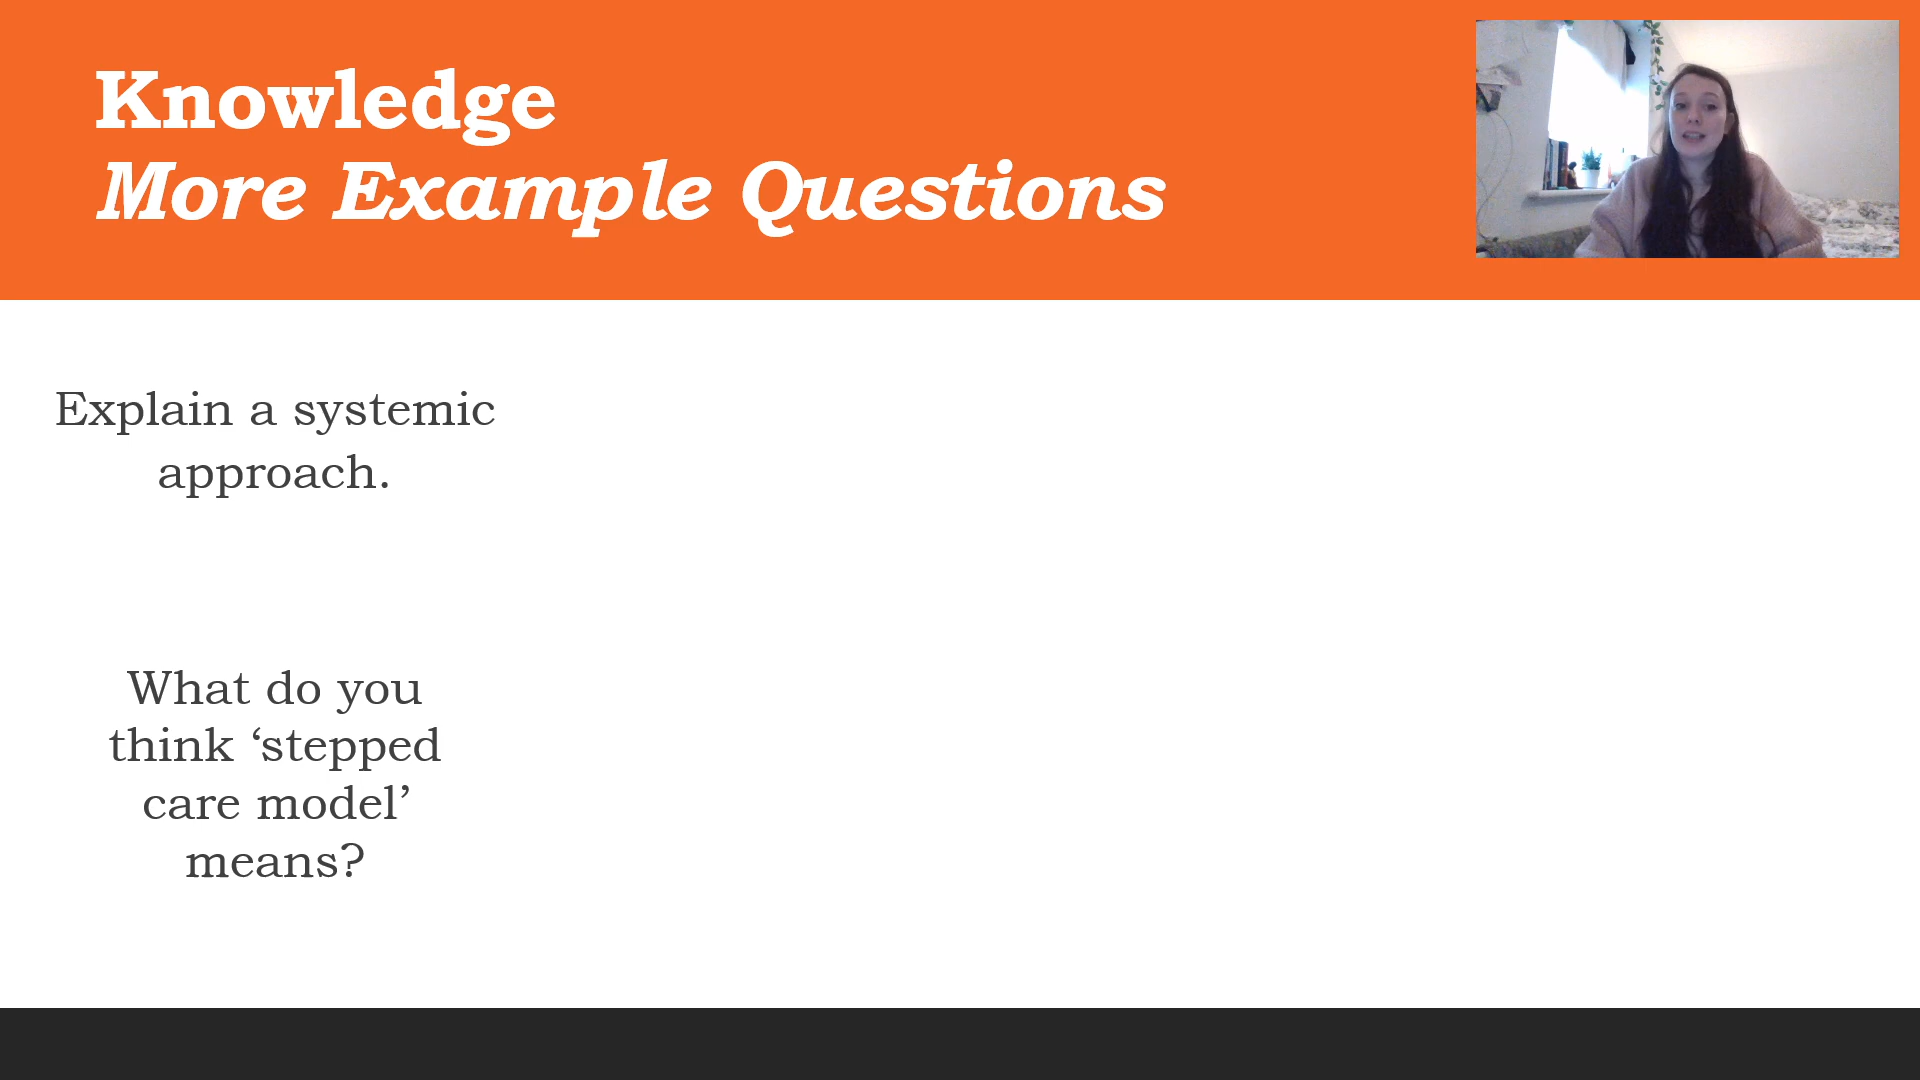 Knowledge
More Example Questions
Explain a systemic
approach.
What do you
think ‘stepped
care model’
means?